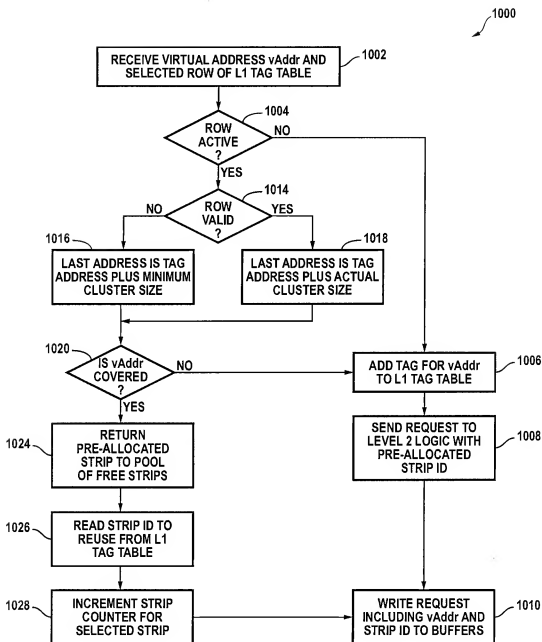 1000
RECEIVE VIRTUAL ADDRESS vAddr AND
SELECTED ROW OF L1 TAG TABLE
1002
ROW
ACTIVE
?
1004
NO
YES
ROW
VALID
?
1014
NO
YES
1016
LAST ADDRESS IS TAG
ADDRESS PLUS MINIMUM
CLUSTER SIZE
1018
LAST ADDRESS IS TAG
ADDRESS PLUS ACTUAL
CLUSTER SIZE
1020
IS vAddr
COVERED
?
NO
YES
ADD TAG FOR vAddr
TO L1 TAG TABLE
1006
1024
RETURN
PRE-ALLOCATED
STRIP TO POOL
OF FREE STRIPS
SEND REQUEST TO
LEVEL 2 LOGIC WITH
PRE-ALLOCATED
STRIP ID
1008
1026
READ STRIP ID TO
REUSE FROM L1
TAG TABLE
1028
INCREMENT STRIP
COUNTER FOR
SELECTED STRIP
WRITE REQUEST
INCLUDING vAddr AND
STRIP ID TO BUFFERS
1010